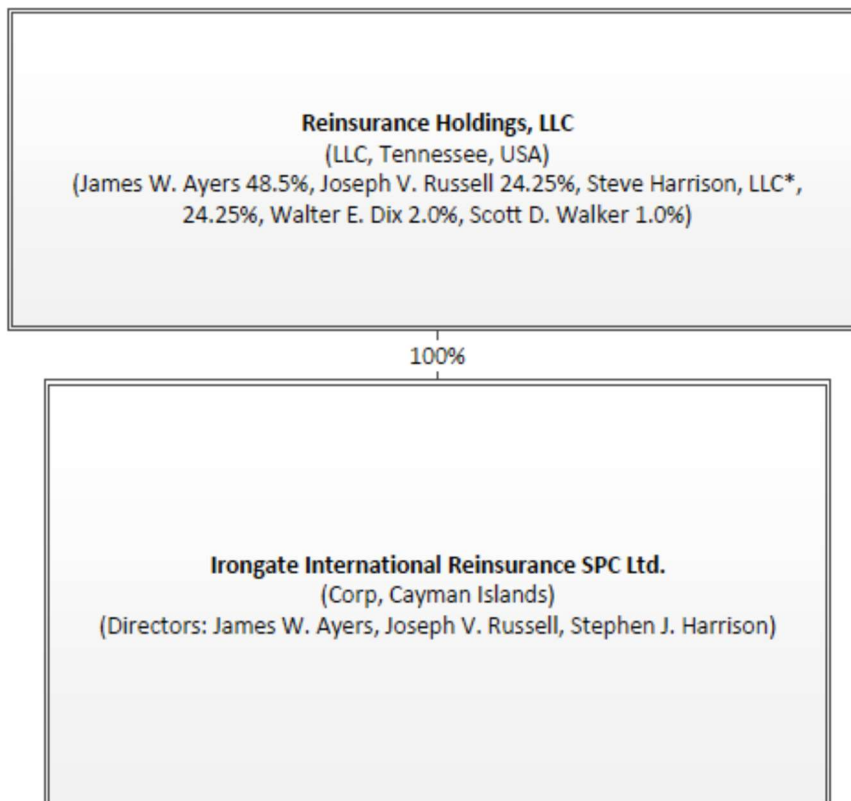 Reinsurance Holdings, LLC
(LLC, Tennessee, USA)
(James W. Ayers 48.5%, Joseph V. Russell 24.25%, Steve Harrison, LLC*,
24.25%, Walter E. Dix 2.0%, Scott D. Walker 1.0%)
100%
Irongate International Reinsurance SPC Ltd.
(Corp, Cayman Islands)
(Directors: James W. Ayers, Joseph V. Russell, Stephen J. Harrison)